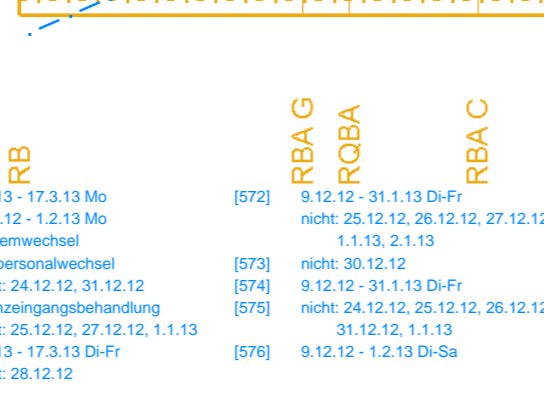 RB
RBA G
RQBA
RBA C
13 - 17.3.13 Mo
.12 - 1.2.13 Mo
emwechsel
personalwechsel
t: 24.12.12, 31.12.12
nzeingangsbehandlung
t: 25.12.12, 27.12.12, 1.1.13
13 - 17.3.13 Di-Fr
t: 28.12.12
[572] 9.12.12 - 31.1.13 Di-Fr
nicht: 25.12.12, 26.12.12, 27.12.12
1.1.13, 2.1.13
[573] nicht: 30.12.12
[574] 9.12.12 - 31.1.13 Di-Fr
[575] nicht: 24.12.12, 25.12.12, 26.12.12
31.12.12, 1.1.13
[576] 9.12.12 - 1.2.13 Di-Sa